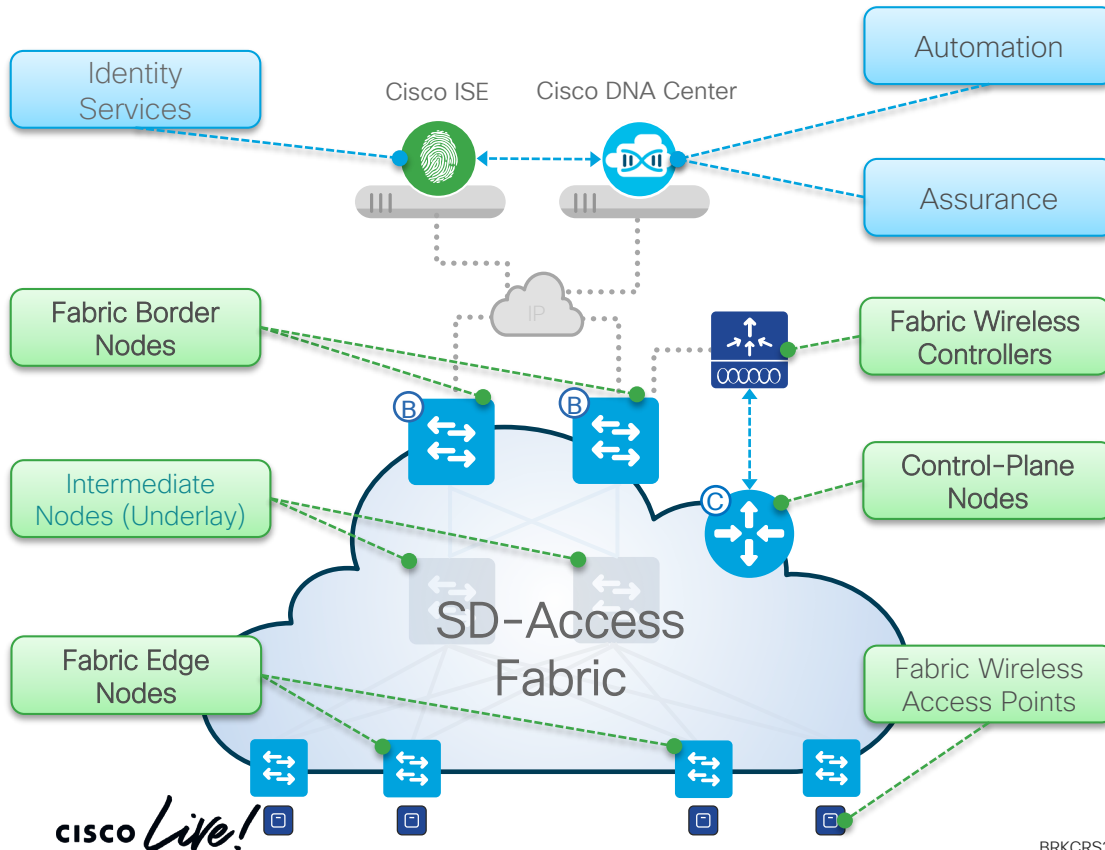 Automation
Identity
Services
Cisco ISE
Cisco DNA Center
Assurance
IP
Fabric Border
Nodes
Fabric Wireless
Controllers
B
B
Intermediate
Nodes (Underlay)
Control-Plane
Nodes
C
SD-Access
Fabric
Fabric Edge
Nodes
Fabric Wireless
Access Points
CISCO Live!